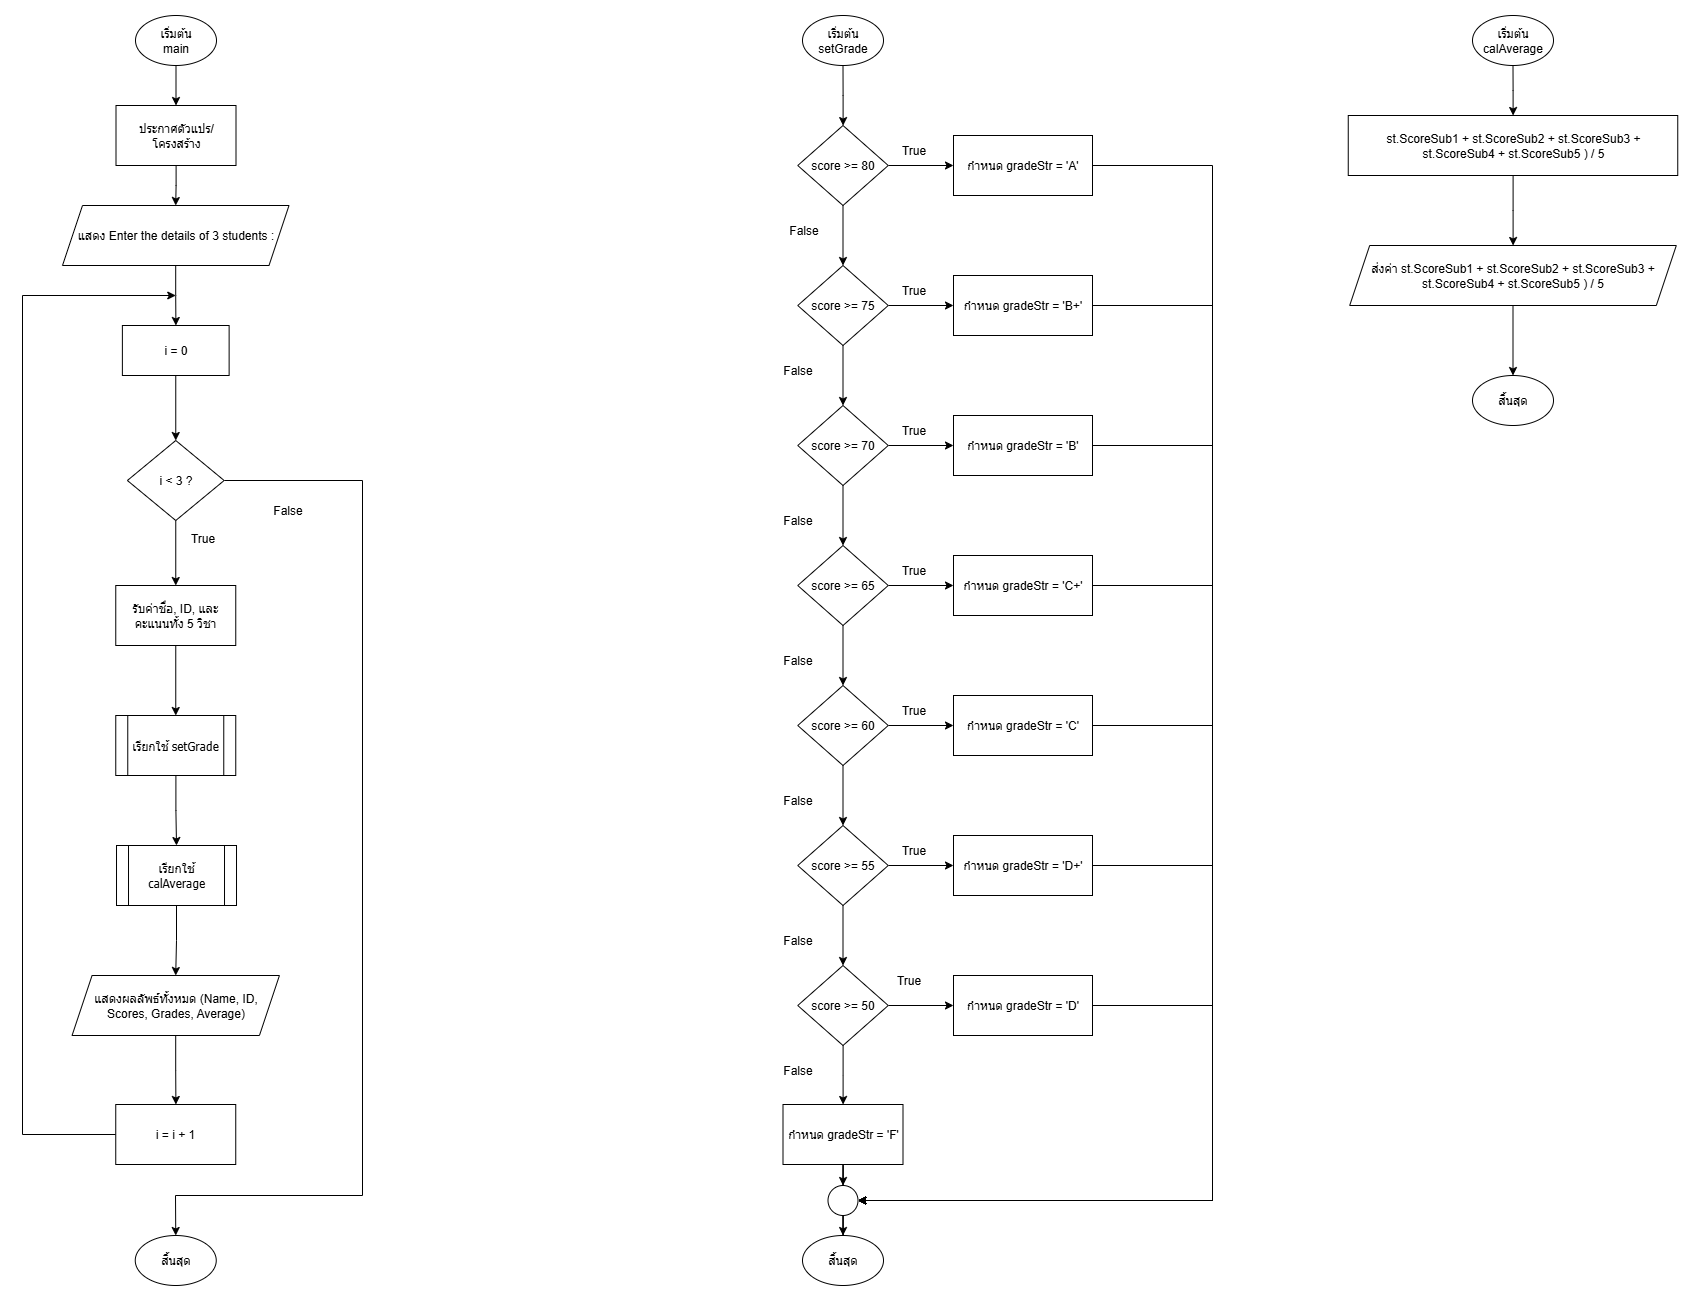 เริ่มต้น
main
ประกาศตัวแปร/
โครงสร้าง
แสดง Enter the details of 3 students :
i = 0
i < 3 ?
False
True
รับค่าชื่อ, ID, และ
คะแนนทั้ง 5 วิชา
เรียกใช้ setGrade
เรียกใช้
calAverage
แสดงผลลัพธ์ทั้งหมด (Name, ID,
Scores, Grades, Average)
i = i + 1
สิ้นสุด
เริ่มต้น
setGrade
score >= 80
True
กำหนด gradeStr = 'A'
False
score >= 75
True
กำหนด gradeStr = 'B+'
False
score >= 70
True
กำหนด gradeStr = 'B'
False
score >= 65
True
กำหนด gradeStr = 'C+'
False
score >= 60
True
กำหนด gradeStr = 'C'
False
score >= 55
True
กำหนด gradeStr = 'D+'
False
score >= 50
True
กำหนด gradeStr = 'D'
False
กำหนด gradeStr = 'F'
สิ้นสุด
เริ่มต้น
calAverage
st.ScoreSub1 + st.ScoreSub2 + st.ScoreSub3 +
st.ScoreSub4 + st.ScoreSub5 ) / 5
ส่งค่า st.ScoreSub1 + st.ScoreSub2 + st.ScoreSub3 +
st.ScoreSub4 + st.ScoreSub5 ) / 5
สิ้นสุด